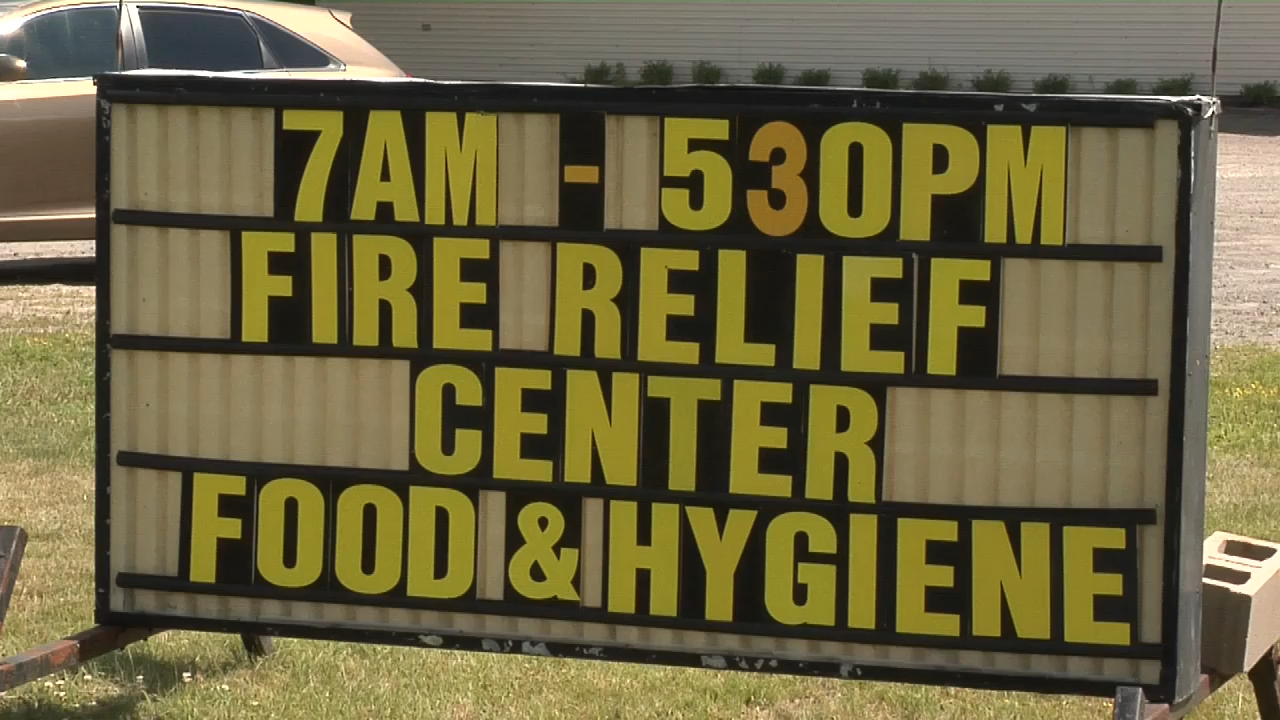 7AM - 530PM
FIRE RELIEF
CENTER
FOOD & HYGIENE